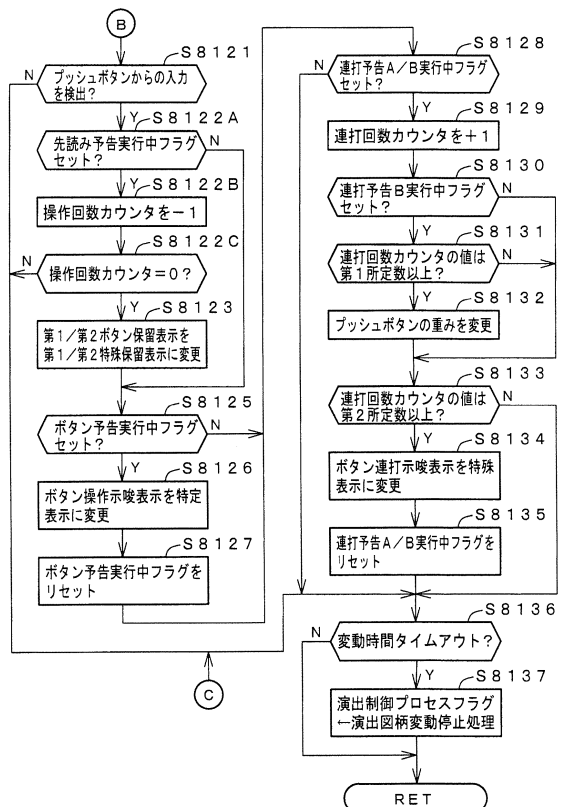 B
S8121
プッシュボタンからの入力
を検出?
N
Y
S8122A
先読み予告実行中フラグ
セット?
N
Y
S8122B
操作回数カウンタを−1
S8122C
操作回数カウンタ=0?
N
Y
S8123
第1/第2ボタン保留表示を
第1/第2特殊保留表示に変更
S8125
ボタン予告実行中フラグ
セット?
N
Y
S8126
ボタン操作示唆表示を特定
表示に変更
S8127
ボタン予告実行中フラグを
リセット
C
S8128
連打予告A/B実行中フラグ
セット?
N
Y
S8129
連打回数カウンタを+1
S8130
連打予告B実行中フラグ
セット?
N
Y
S8131
連打回数カウンタの値は
第1所定数以上?
N
Y
S8132
プッシュボタンの重みを変更
S8133
連打回数カウンタの値は
第2所定数以上?
N
Y
S8134
ボタン連打示唆表示を特殊
表示に変更
S8135
連打予告A/B実行中フラグを
リセット
S8136
変動時間タイムアウト?
N
Y
S8137
演出制御プロセスフラグ
←演出図柄変動停止処理
RET